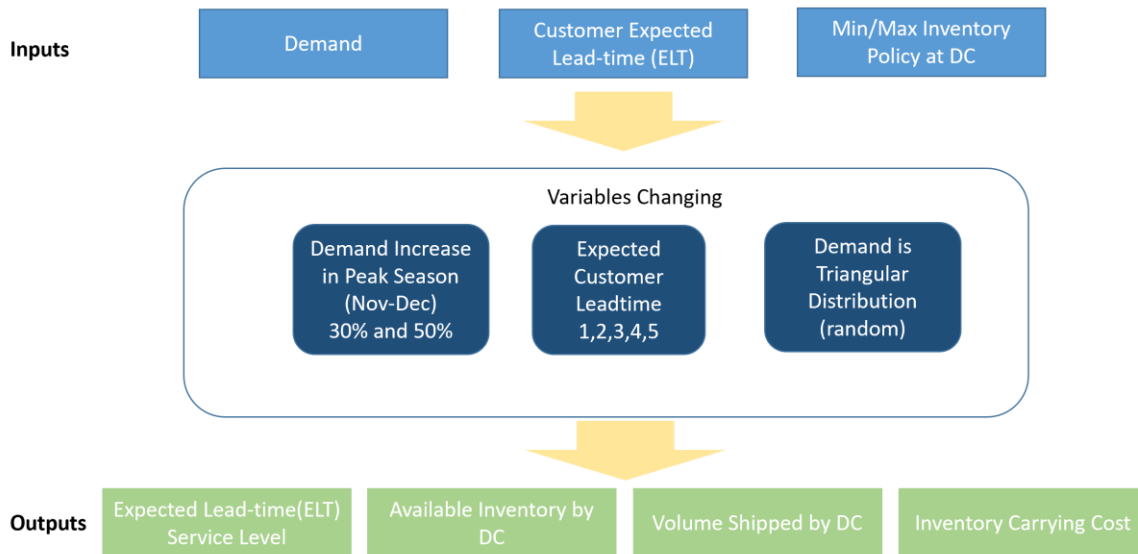 Inputs
Demand
Customer Expected
Lead-time (ELT)
Min/Max Inventory
Policy at DC
Variables Changing
Demand Increase
in Peak Season
(Nov-Dec)
30% and 50%
Expected
Customer
Leadtime
1,2,3,4,5
Demand is
Triangular
Distribution
(random)
Outputs
Expected Lead-time(ELT)
Service Level
Available Inventory by
DC
Volume Shipped by DC
Inventory Carrying Cost